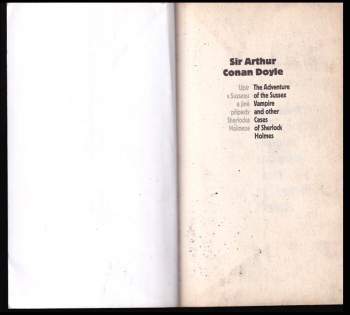 Sir Arthur
Conan Doyle
Upír
v Sussexu
a jiné
případy
Sherlocka
Holmese
The Adventure
of the Sussex
Vampire
and other
Cases
of Sherlock
Holmes